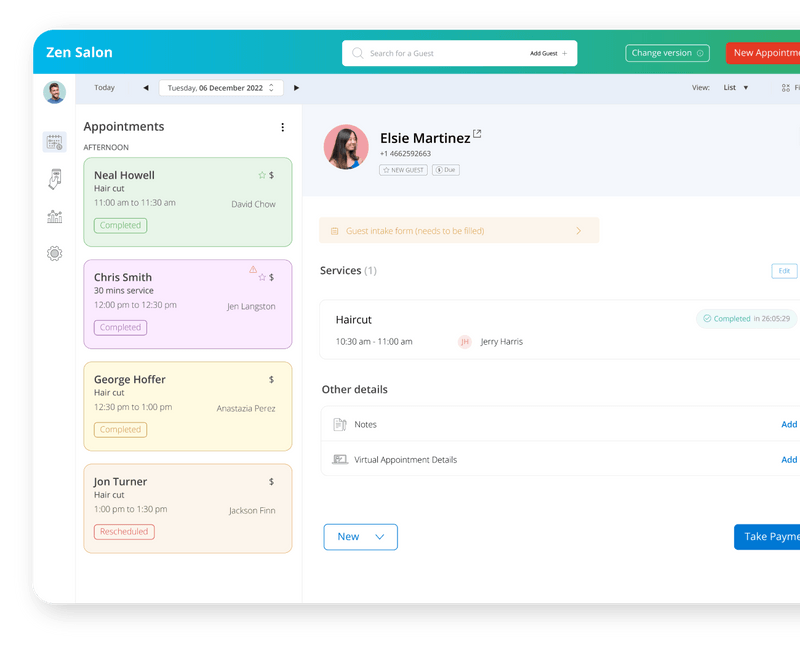 Zen Salon
Search for a Guest
Add Guest +
Change version
New Appointme
Today
Tuesday, 06 December 2022
View: List
Fi
Appointments
AFTERNOON
Neal Howell
$
Hair cut
11:00 am to 11:30 am
David Chow
Completed
Chris Smith
$
30 mins service
12:00 pm to 12:30 pm
Jen Langston
Completed
George Hoffer
$
Hair cut
12:30 pm to 1:00 pm
Anastazia Perez
Completed
Jon Turner
$
Hair cut
1:00 pm to 1:30 pm
Jackson Finn
Rescheduled
Elsie Martinez
+1 4662592663
NEW GUEST
$ Due
Guest intake form (needs to be filled)
Services (1)
Edit
Haircut
Completed in 26:05:29
10:30 am - 11:00 am
JH Jerry Harris
Other details
Notes
Add
Virtual Appointment Details
Add
New
Take Payme